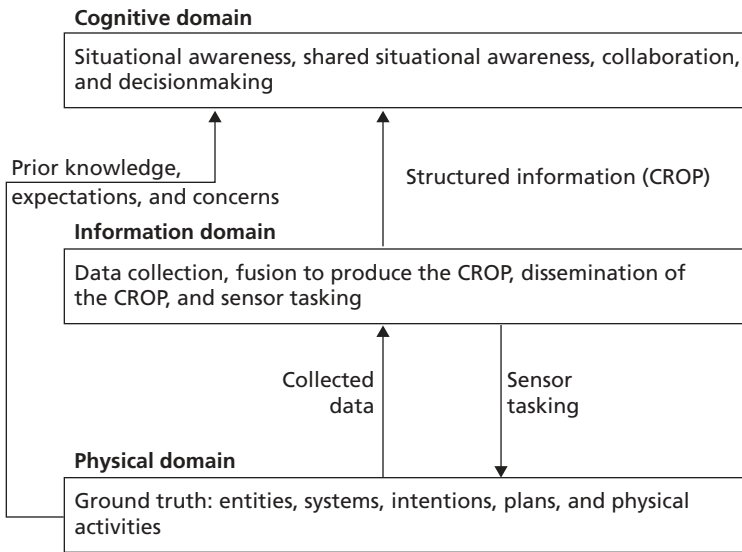 Cognitive domain
Situational awareness, shared situational awareness, collaboration,
and decisionmaking
Prior knowledge,
expectations, and concerns
Structured information (CROP)
Information domain
Data collection, fusion to produce the CROP, dissemination of
the CROP, and sensor tasking
Collected
data
Sensor
tasking
Physical domain
Ground truth: entities, systems, intentions, plans, and physical
activities